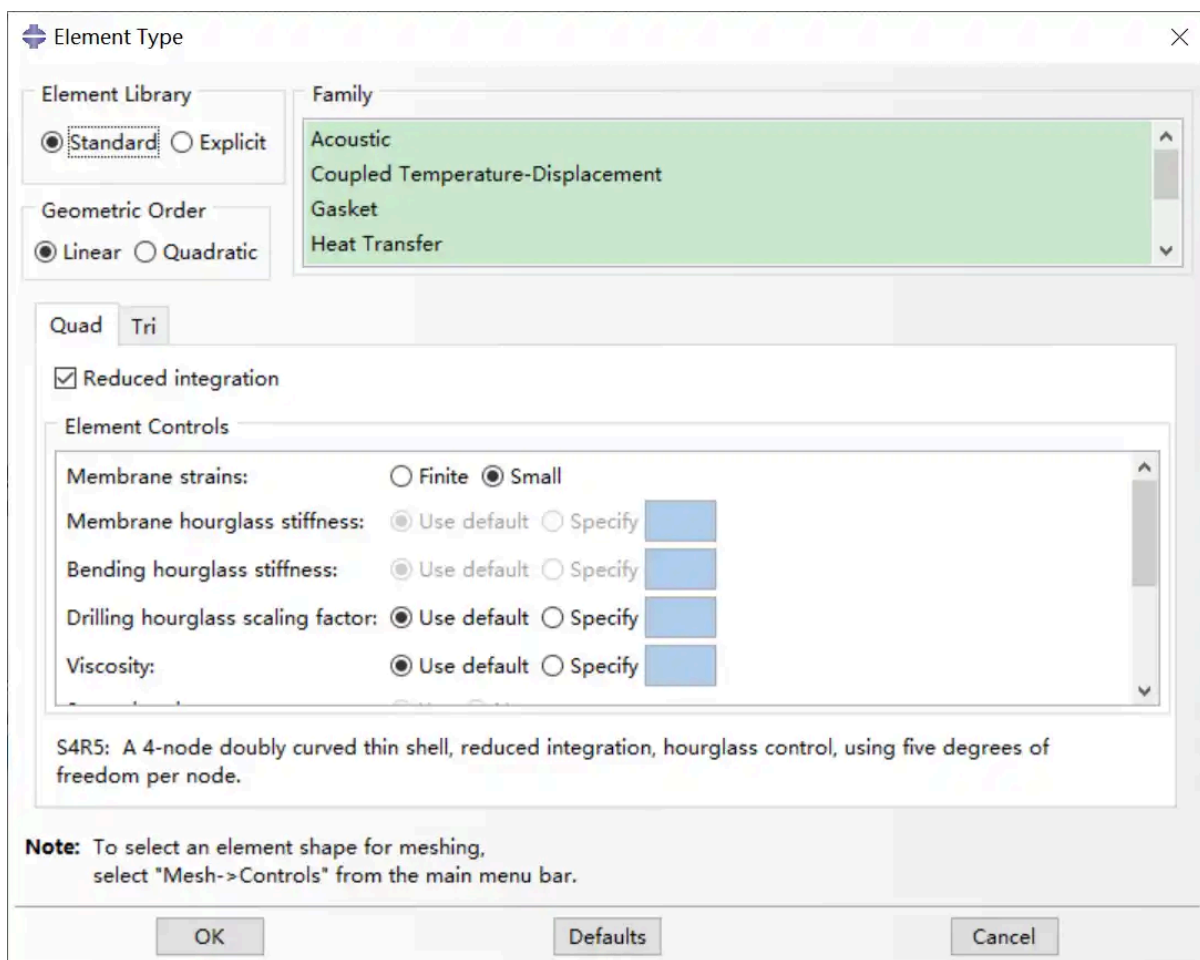 Element Type
Element Library
Standard Explicit
Family
Acoustic
Coupled Temperature-Displacement
Gasket
Heat Transfer
Geometric Order
Linear Quadratic
Quad Tri
Reduced integration
Element Controls
Membrane strains: Finite Small
Membrane hourglass stiffness: Use default Specify
Bending hourglass stiffness: Use default Specify
Drilling hourglass scaling factor: Use default Specify
Viscosity: Use default Specify
S4R5: A 4-node doubly curved thin shell, reduced integration, hourglass control, using five degrees of
freedom per node.
Note: To select an element shape for meshing,
select "Mesh->Controls" from the main menu bar.
OK Defaults Cancel